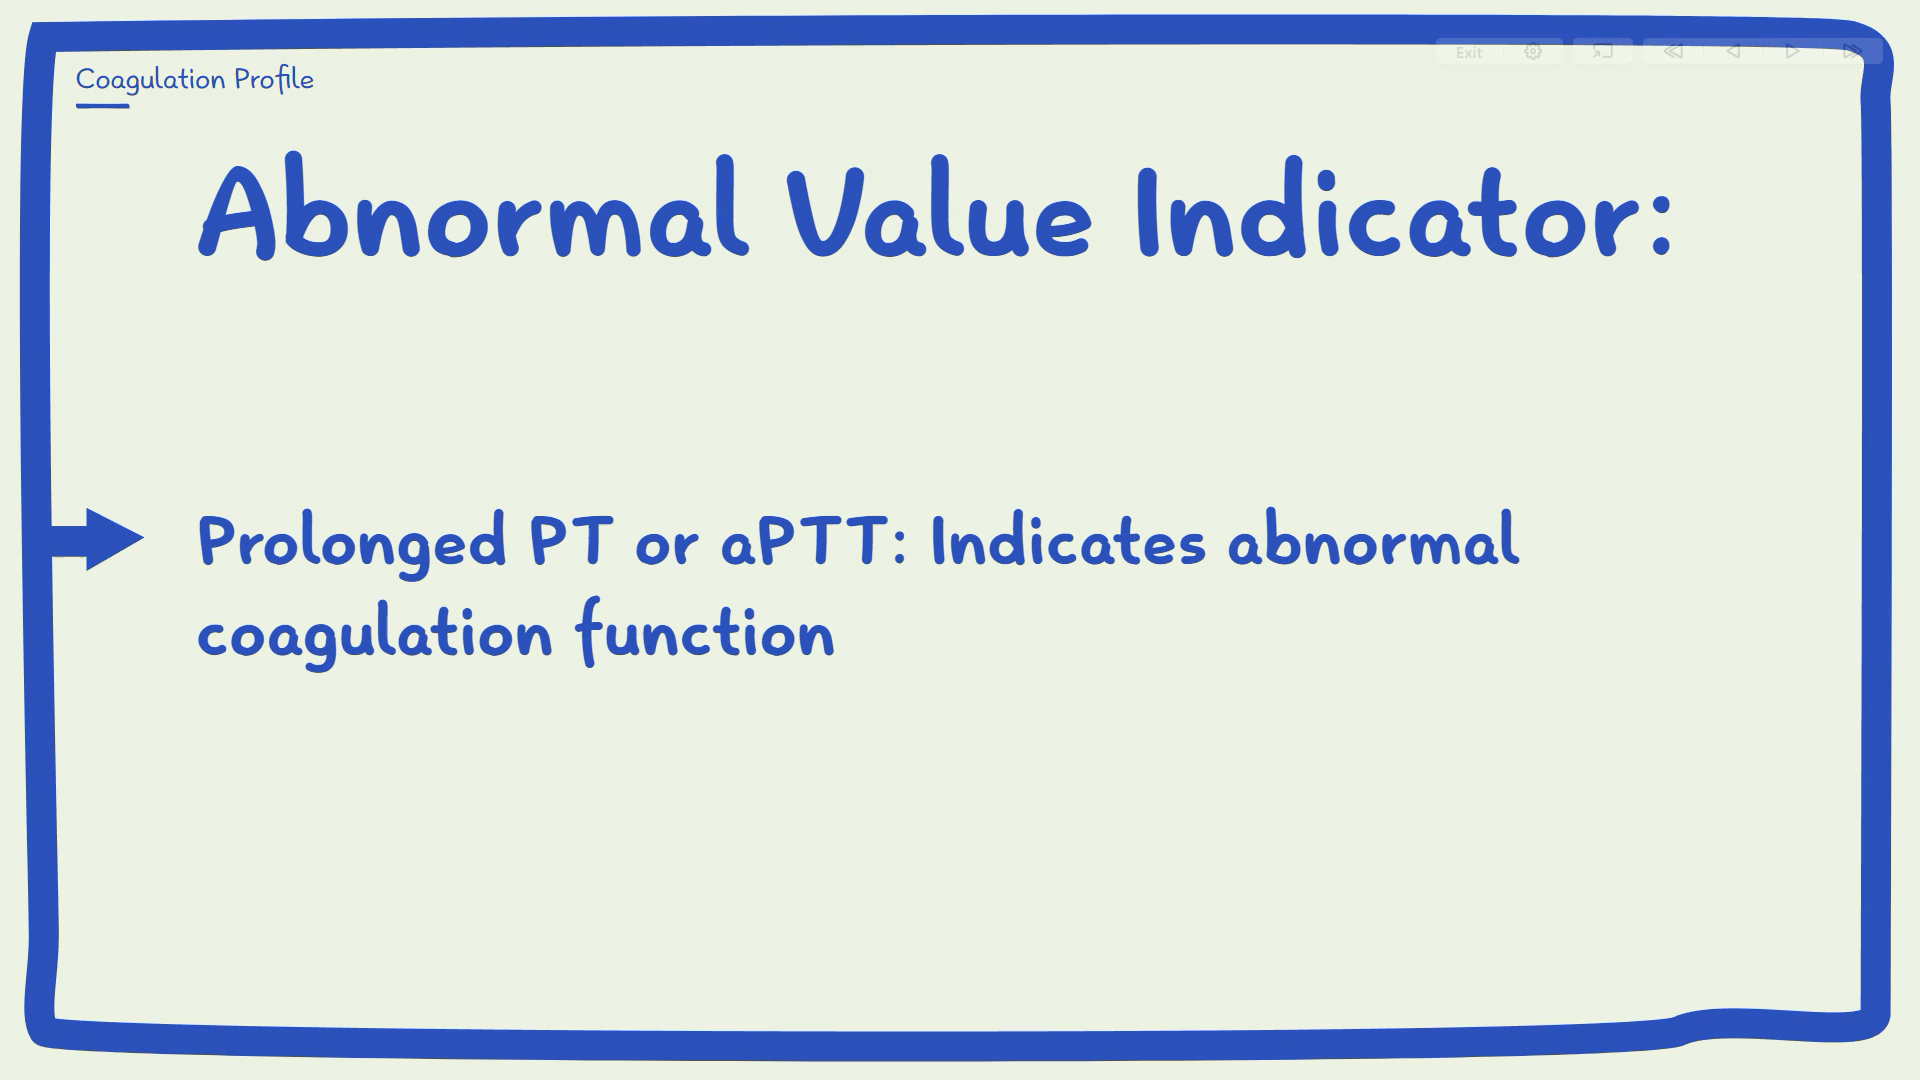 Exit
Coagulation Profile
Abnormal Value Indicator:
Prolonged PT or aPTT: Indicates abnormal
coagulation function